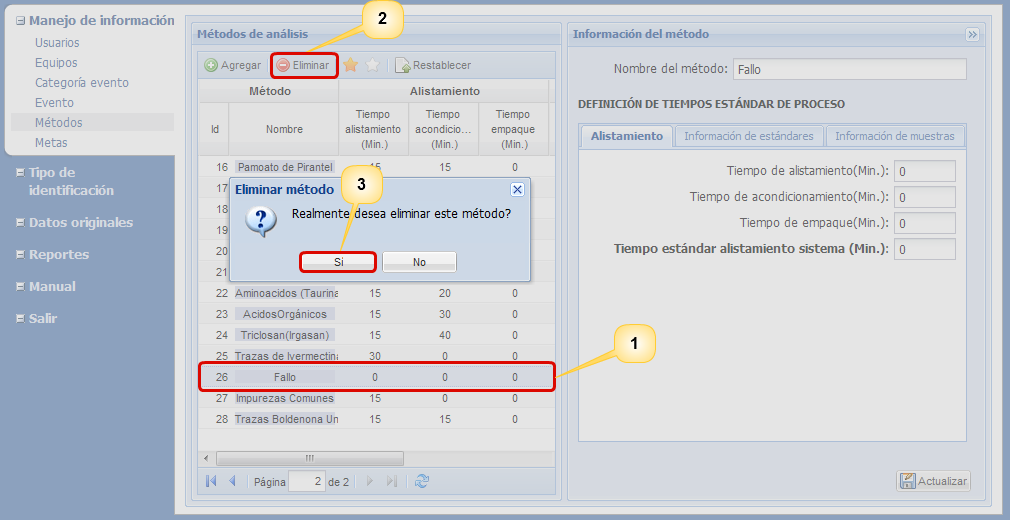 Manejo de información
Usuarios
Equipos
Categoría evento
Evento
Métodos
Metas
Tipo de
identificación
Datos originales
Reportes
Manual
Salir
Métodos de análisis
2
Agregar
Eliminar
Restablecer
Método
Alistamiento
Id
Nombre
Tiempo
alistamiento
(Min.)
Tiempo
acondicio...
(Min.)
Tiempo
empaque
(Min.)
16 Pamoato de Pirantel 15 15 0
17
18
19
20
21
Eliminar método
3
Realmente desea eliminar este método?
Si
No
22 Aminoacidos (Taurina 15 20 0
23 AcidosOrgánicos 15 30 0
24 Triclosan(Irgasan) 15 40 0
25 Trazas de Ivermectina 30 0 0
26 Fallo 0 0 0
27 Impurezas Comunes 15 0 0
28 Trazas Boldenona Un 15 15 0
1
Página 2 de 2
Información del método
Nombre del método: Fallo
DEFINICIÓN DE TIEMPOS ESTÁNDAR DE PROCESO
Alistamiento
Información de estándares
Información de muestras
Tiempo de alistamiento(Min.): 0
Tiempo de acondicionamiento(Min.): 0
Tiempo de empaque(Min.): 0
Tiempo estándar alistamiento sistema (Min.): 0
Actualizar